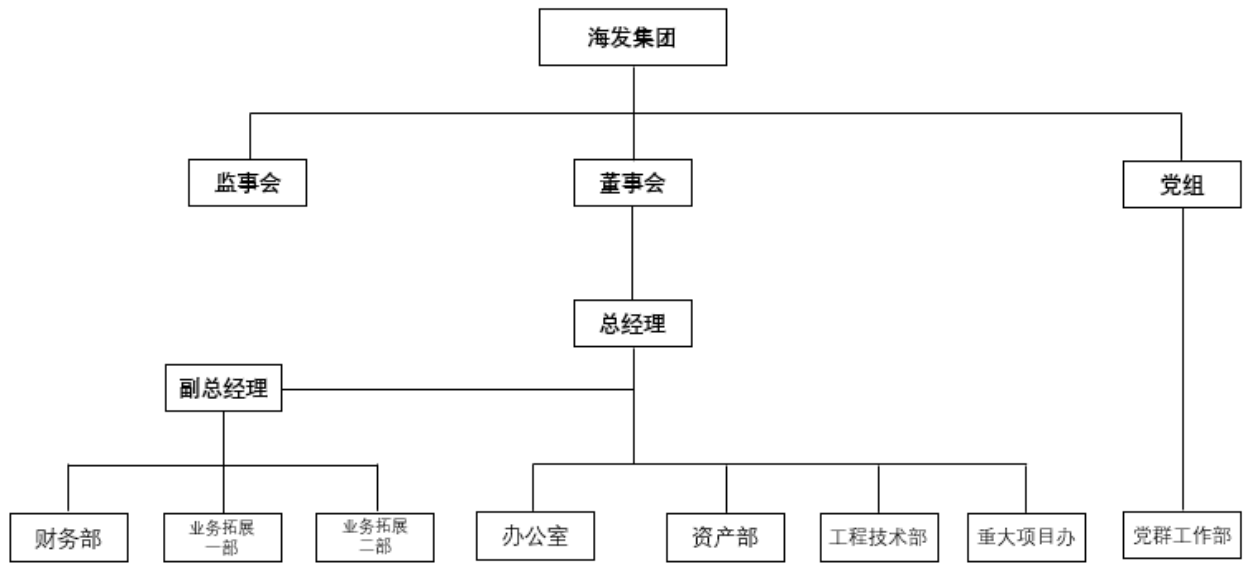 海发集团
监事会
董事会
党组
总经理
副总经理
财务部
业务拓展
一部
业务拓展
二部
办公室
资产部
工程技术部
重大项目办
党群工作部